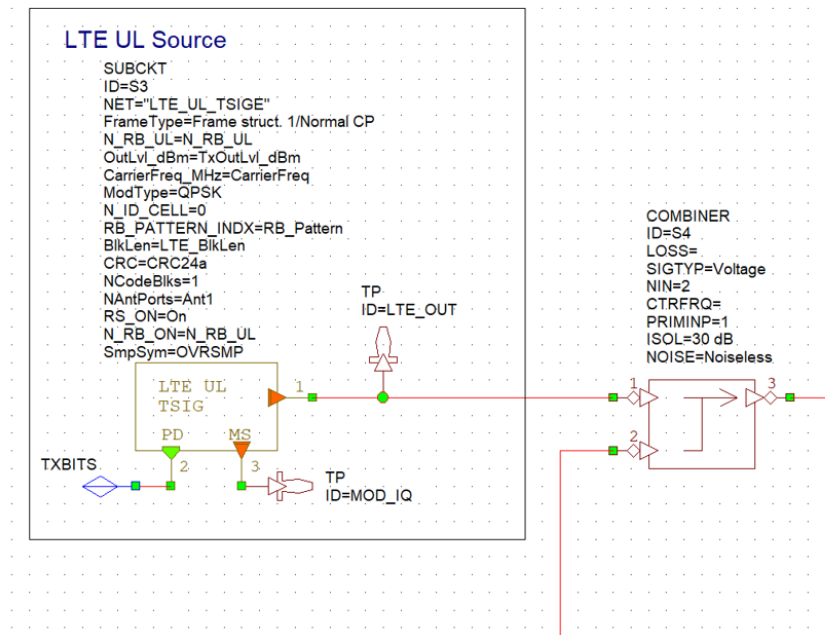 LTE UL Source
SUBCKT
ID=S3
NET="LTE_UL_TSIGE"
FrameType=Frame struct. 1/Normal CP
N_RB_UL=N_RB_UL
OutLvl_dBm=TxOutLvl_dBm
CarrierFreq_MHz=CarrierFreq
ModType=QPSK
N_ID_CELL=0
RB_PATTERN_INDX=RB_Pattern
BlkLen=LTE_BlkLen
CRC=CRC24a
NCodeBlks=1
NAntPorts=Ant1
RS_ON=On
N_RB_ON=N_RB_UL
SmpSym=OVRSMP
LTE UL
TSIG
1
PD
MS
2
3
TXBITS
TP
ID=MOD_IQ
TP
ID=LTE_OUT
COMBINER
ID=S4
LOSS=
SIGTYP=Voltage
NIN=2
CTRFRQ=
PRIMINP=1
ISOL=30 dB
NOISE=Noiseless
1
3
2